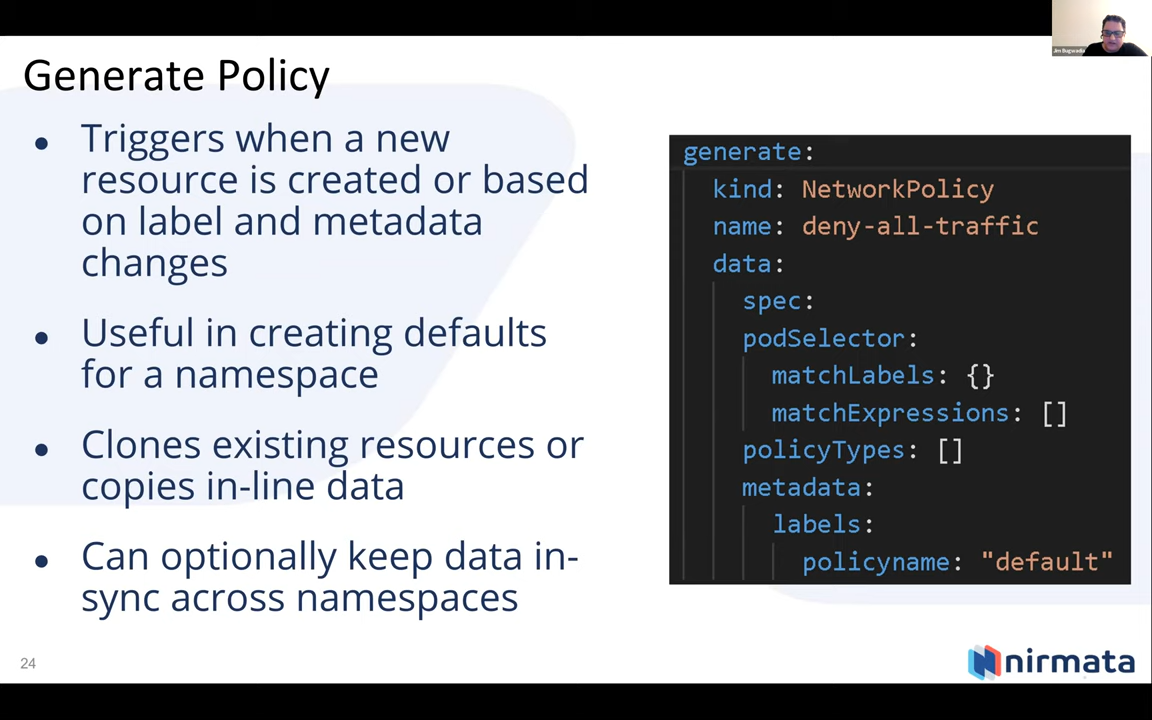 Jim Bugwadia
Generate Policy
● Triggers when a new
resource is created or based
on label and metadata
changes
● Useful in creating defaults
for a namespace
● Clones existing resources or
copies in-line data
● Can optionally keep data in-
sync across namespaces
generate:
kind: NetworkPolicy
name: deny-all-traffic
data:
spec:
podSelector:
matchLabels: {}
matchExpressions: []
policyTypes: []
metadata:
labels:
policyname: "default"
24
nirmata